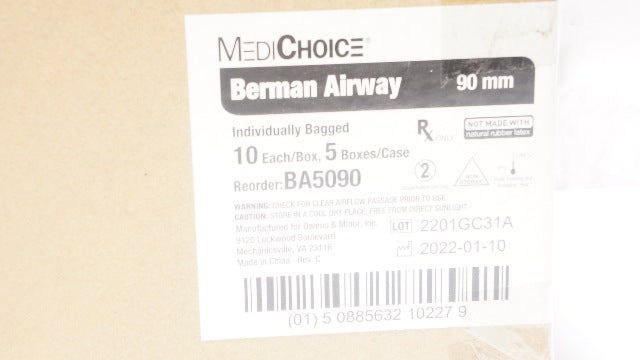 MEDICHOICE®
Berman Airway 90 mm
Individually Bagged
Rx ONLY
NOT MADE WITH
natural rubber latex
10 Each/Box, 5 Boxes/Case
Reorder: BA5090
2
NON STERILE
WARNING: CHECK FOR CLEAR AIRFLOW PASSAGE PRIOR TO USE.
CAUTION: STORE IN A COOL DRY PLACE, FREE FROM DIRECT SUNLIGHT.
Manufactured for Owens & Minor, Inc.
9120 Lockwood Boulevard
Mechanicsville, VA 23116
Made in China Rev. C
LOT 2201GC31A
2022-01-10
(01) 5 0885632 10227 9